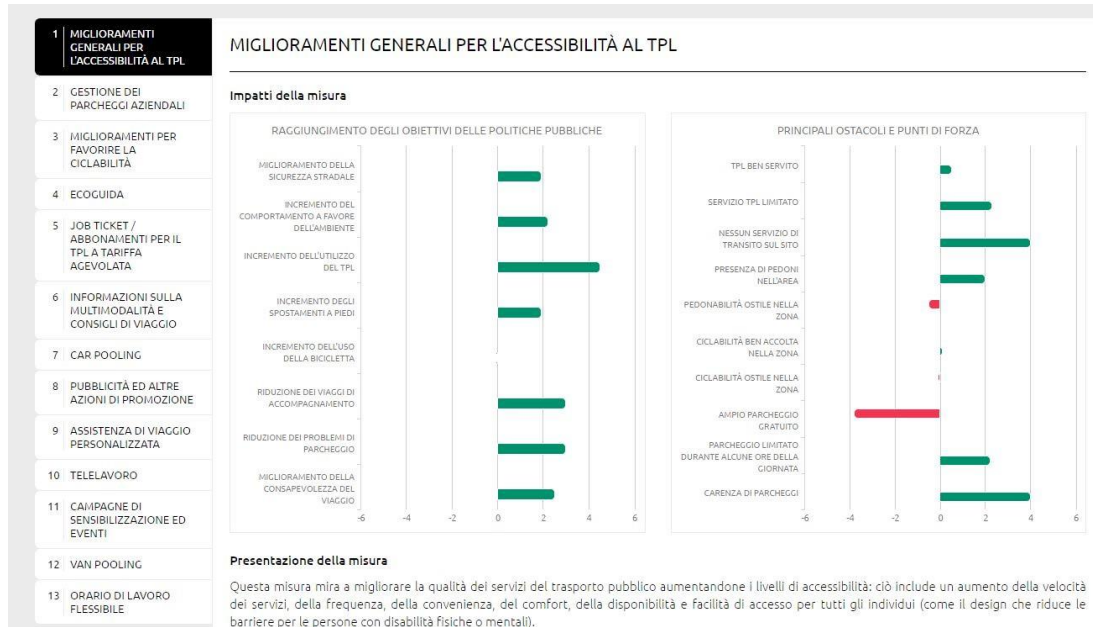 1 MIGLIORAMENTI
GENERALI PER
L'ACCESSIBILITÀ AL TPL
2 GESTIONE DEI
PARCHEGGI AZIENDALI
3 MIGLIORAMENTI PER
FAVORIRE LA
CICLABILITÀ
4 ECOGUIDA
5 JOB TICKET /
ABBONAMENTI PER IL
TPL A TARIFFA
AGEVOLATA
6 INFORMAZIONI SULLA
MULTIMODALITÀ E
CONSIGLI DI VIAGGIO
7 CAR POOLING
8 PUBBLICITÀ ED ALTRE
AZIONI DI PROMOZIONE
9 ASSISTENZA DI VIAGGIO
PERSONALIZZATA
10 TELELAVORO
11 CAMPAGNE DI
SENSIBILIZZAZIONE ED
EVENTI
12 VAN POOLING
13 ORARIO DI LAVORO
FLESSIBILE
MIGLIORAMENTI GENERALI PER L'ACCESSIBILITÀ AL TPL
Impatti della misura
RAGGIUNGIMENTO DEGLI OBIETTIVI DELLE POLITICHE PUBBLICHE
MIGLIORAMENTO DELLA
SICUREZZA STRADALE
INCREMENTO DEL
COMPORTAMENTO A FAVORE
DELL'AMBIENTE
INCREMENTO DELL'UTILIZZO
DEL TPL
INCREMENTO DEGLI
SPOSTAMENTI A PIEDI
INCREMENTO DELL'USO
DELLA BICICLETTA
RIDUZIONE DEI VIAGGI DI
ACCOMPAGNAMENTO
RIDUZIONE DEI PROBLEMI DI
PARCHEGGIO
MIGLIORAMENTO DELLA
CONSAPEVOLEZZA DEL
VIAGGIO
-6 -4 -2 0 2 4 6
PRINCIPALI OSTACOLI E PUNTI DI FORZA
TPL BEN SERVITO
SERVIZIO TPL LIMITATO
NESSUN SERVIZIO DI
TRANSITO SUL SITO
PRESENZA DI PEDONI
NELL'AREA
PEDONABILITÀ OSTILE NELLA
ZONA
CICLABILITÀ BEN ACCOLTA
NELLA ZONA
CICLABILITÀ OSTILE NELLA
ZONA
AMPIO PARCHEGGIO
GRATUITO
PARCHEGGIO LIMITATO
DURANTE ALCUNE ORE DELLA
GIORNATA
CARENZA DI PARCHEGGI
-6 -4 -2 0 2 4 6
Presentazione della misura
Questa misura mira a migliorare la qualità dei servizi del trasporto pubblico aumentandone i livelli di accessibilità: ciò include un aumento della velocità
dei servizi, della frequenza, della convenienza, del comfort, della disponibilità e facilità di accesso per tutti gli individui (come il design che riduce le
barriere per le persone con disabilità fisiche o mentali).